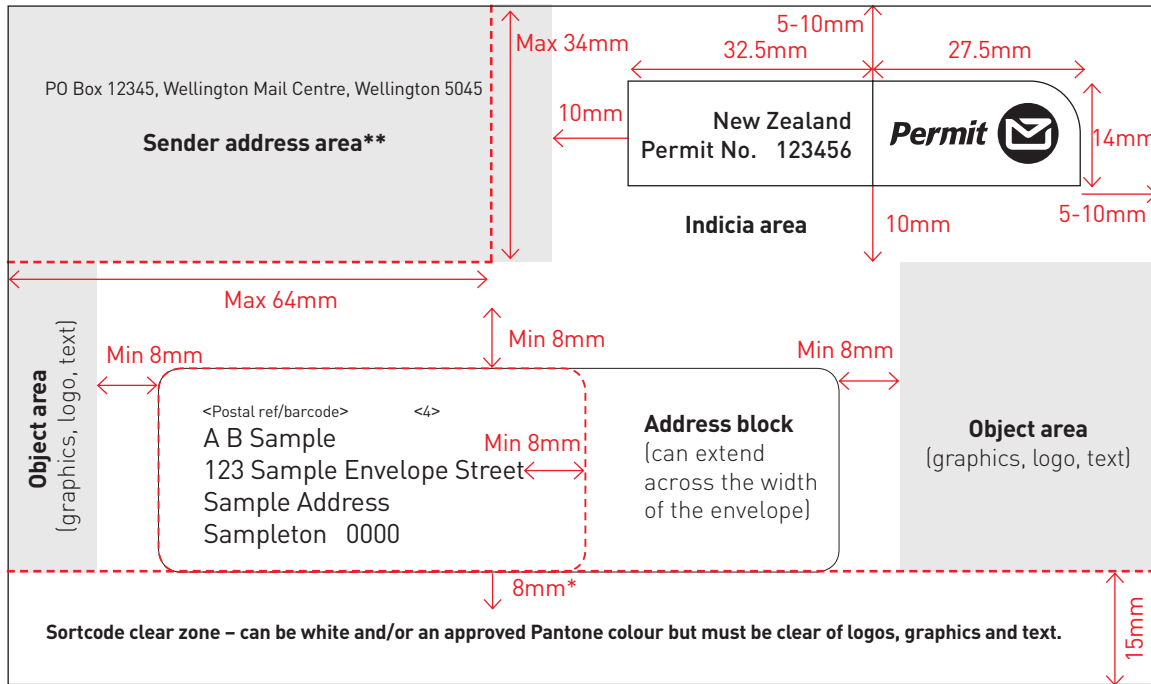 5-10mm
Max 34mm
32.5mm
27.5mm
PO Box 12345, Wellington Mail Centre, Wellington 5045
Sender address area**
10mm
New Zealand
Permit No. 123456
Permit
14mm
5-10mm
Indicia area
10mm
Max 64mm
Object area
(graphics, logo, text)
Min 8mm
Min 8mm
Min 8mm
<Postal ref/barcode> <4>
A B Sample
123 Sample Envelope Street
Sample Address
Sampleton 0000
Min 8mm
Address block
(can extend
across the width
of the envelope)
Object area
(graphics, logo, text)
8mm*
Sortcode clear zone – can be white and/or an approved Pantone colour but must be clear of logos, graphics and text.
15mm